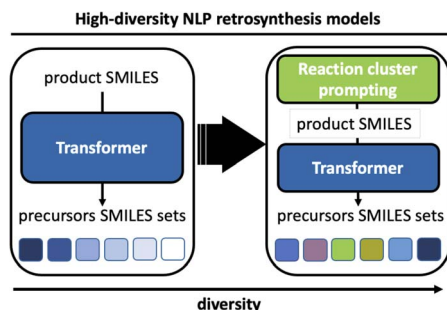 High-diversity NLP retrosynthesis models
product SMILES
Transformer
precursors SMILES sets
Reaction cluster
prompting
product SMILES
Transformer
precursors SMILES sets
diversity